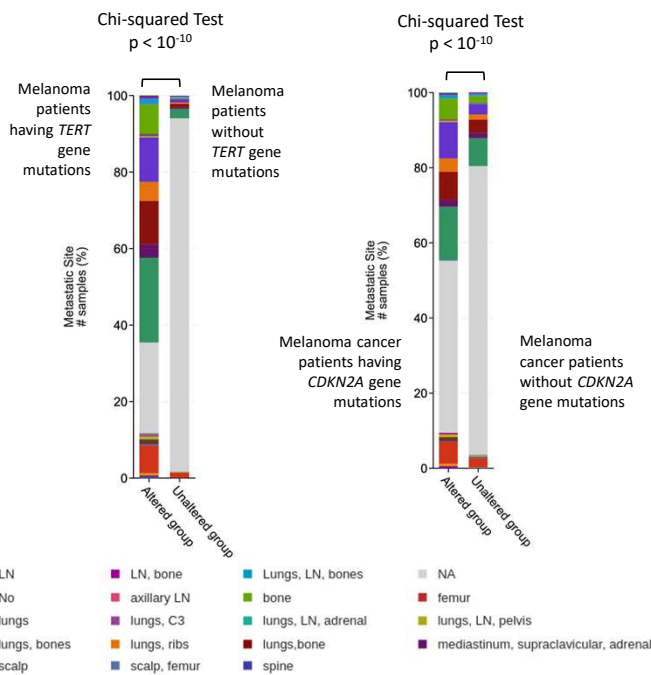 Chi-squared Test
p < 10-10
Chi-squared Test
p < 10-10
Melanoma
patients
having TERT
gene
mutations
Melanoma
patients
without
TERT gene
mutations
100
80
60
40
20
0
Metastatic Site
# samples (%)
Altered group
Unaltered group
100
80
60
40
20
0
Metastatic Site
# samples (%)
Altered group
Unaltered group
Melanoma cancer
patients having
CDKN2A gene
mutations
Melanoma
cancer patients
without CDKN2A
gene mutations
LN
LN, bone
Lungs, LN, bones
NA
No
axillary LN
bone
femur
lungs
lungs, C3
lungs, LN, adrenal
lungs, LN, pelvis
lungs, bones
lungs, ribs
lungs,bone
mediastinum, supraclavicular, adrenal
scalp
scalp, femur
spine